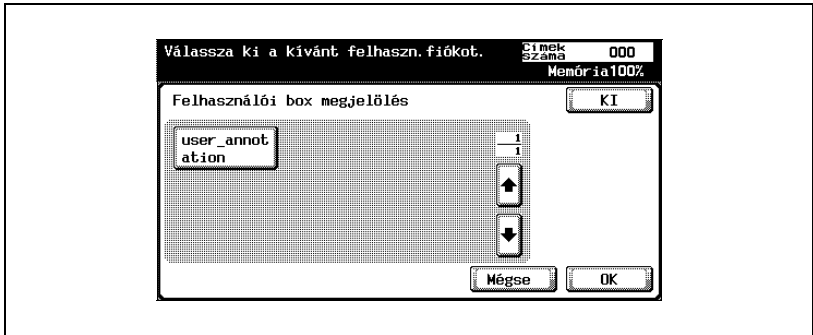 Válassza ki a kívánt felhaszn.fiókot.
Címek száma 000
Memória100%
Felhasználói box megjelölés
KI
user_annot
ation
1
1
Mégse
OK